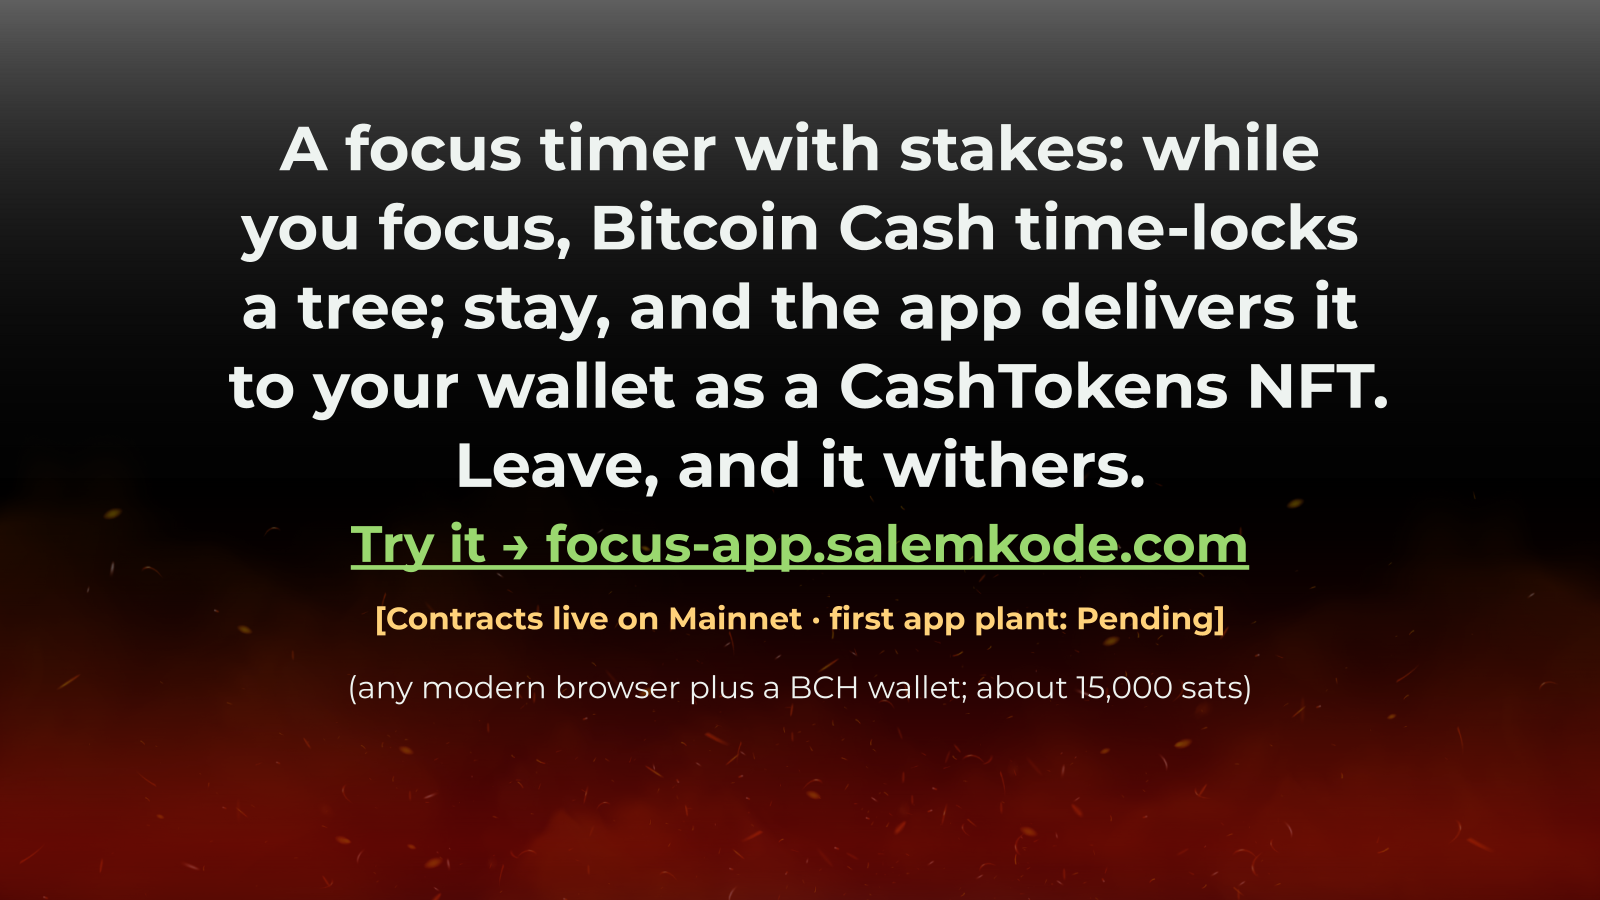 A focus timer with stakes: while
you focus, Bitcoin Cash time-locks
a tree; stay, and the app delivers it
to your wallet as a CashTokens NFT.
Leave, and it withers.
Try it → focus-app.salemkode.com
[Contracts live on Mainnet · first app plant: Pending]
(any modern browser plus a BCH wallet; about 15,000 sats)